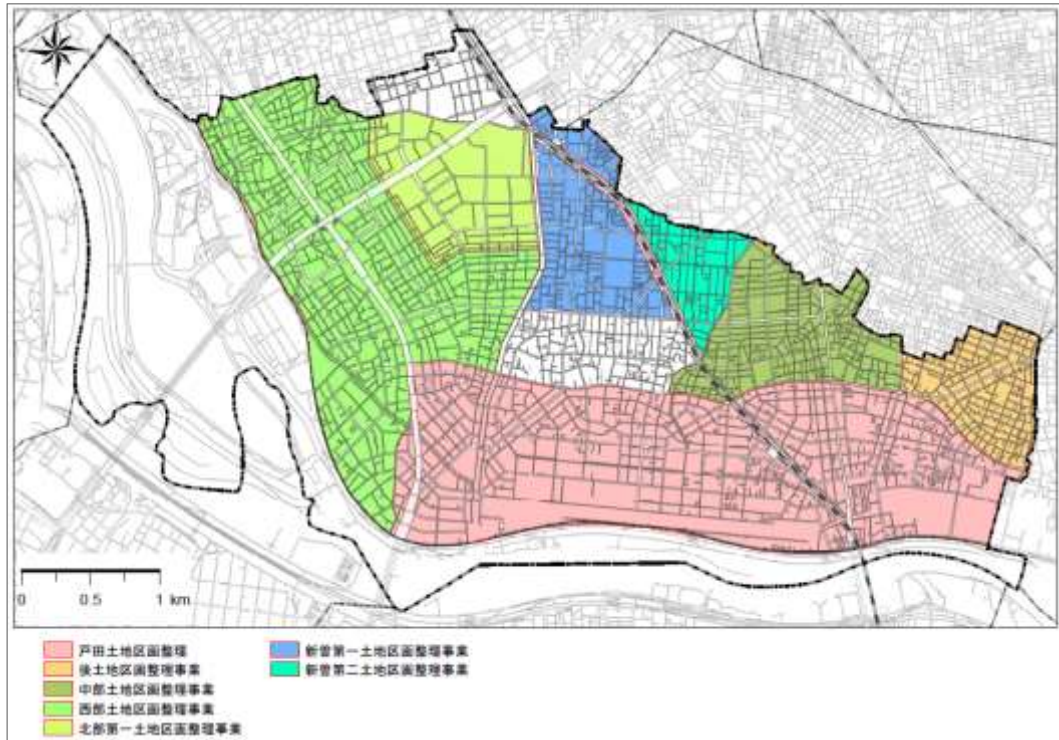 0 0.5 1 km
戸田土地区画整理
後土地区画整理事業
中部土地区画整理事業
西部土地区画整理事業
北部第一土地区画整理事業
新曽第一土地区画整理事業
新曽第二土地区画整理事業